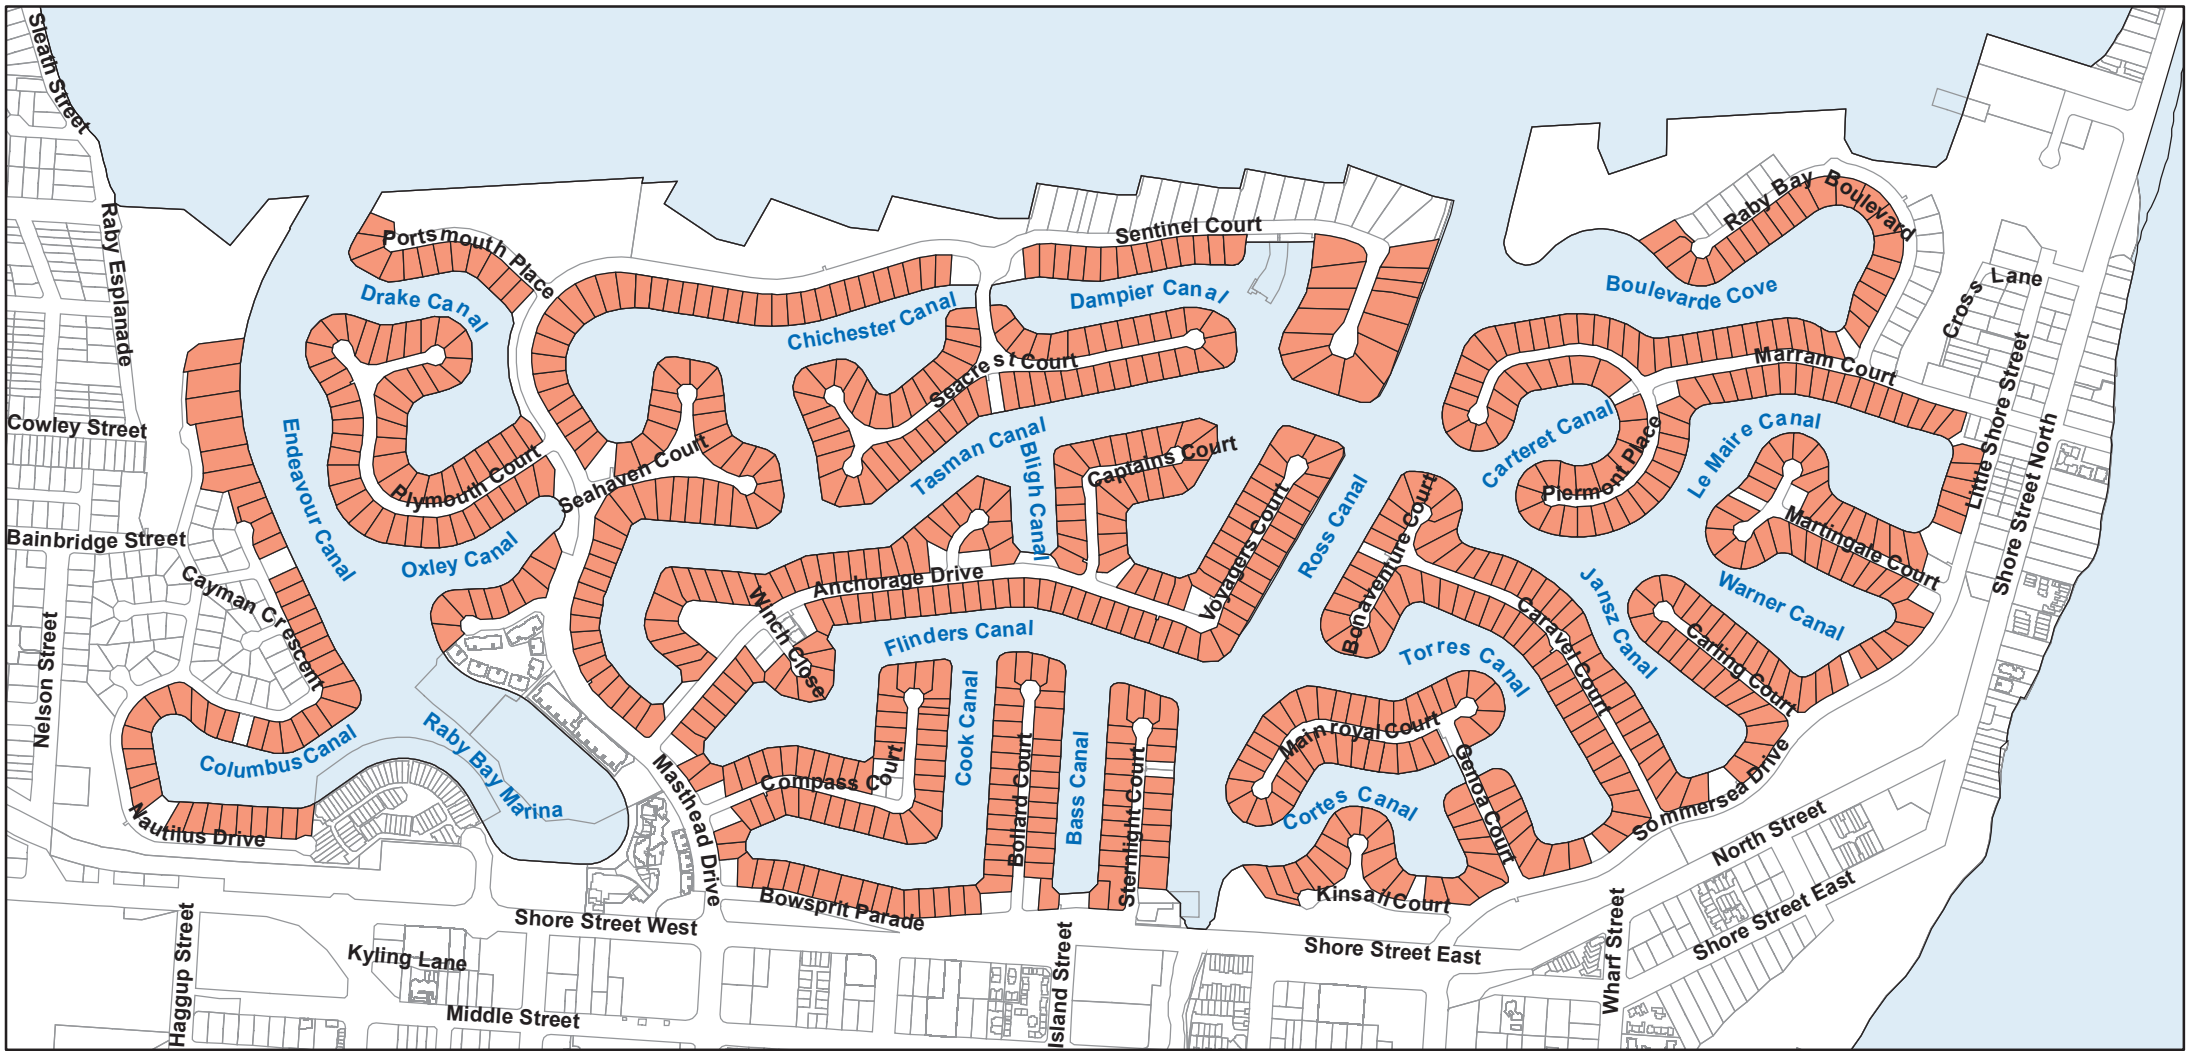 Sleath Street
Raby Esplanade
Portsmouth Place
Drake Canal
Sentinel Court
Chichester Canal
Dampier Canal
Raby Bay Boulevard
Boulevarde Cove
Cross Lane
Marram Court
Little Shore Street
Shore Street North
Seacrest Court
Cowley Street
Endeavour Canal
Plymouth Court
Seahaven Court
Tasman Canal
Bligh Canal
Captains Court
Carteret Canal
Piermont Place
Le Maire Canal
Martingale Court
Bainbridge Street
Oxley Canal
Ross Canal
Bonaventure Court
Voyagers Court
Anchorage Drive
Winch Close
Flinders Canal
Jansz Canal
Warner Canal
Carling Court
Caravel Court
Torres Canal
Cayman Crescent
Nelson Street
Columbus Canal
Raby Bay Marina
Nautilus Drive
Masthead Drive
Compass Court
Cook Canal
Bollard Court
Bass Canal
Sternlight Court
Mainroyal Court
Genoa Court
Cortes Canal
Kinsail Court
Sommersea Drive
North Street
Shore Street East
Bowsprit Parade
Shore Street West
Shore Street East
Wharf Street
Haggup Street
Kyling Lane
Middle Street
Island Street